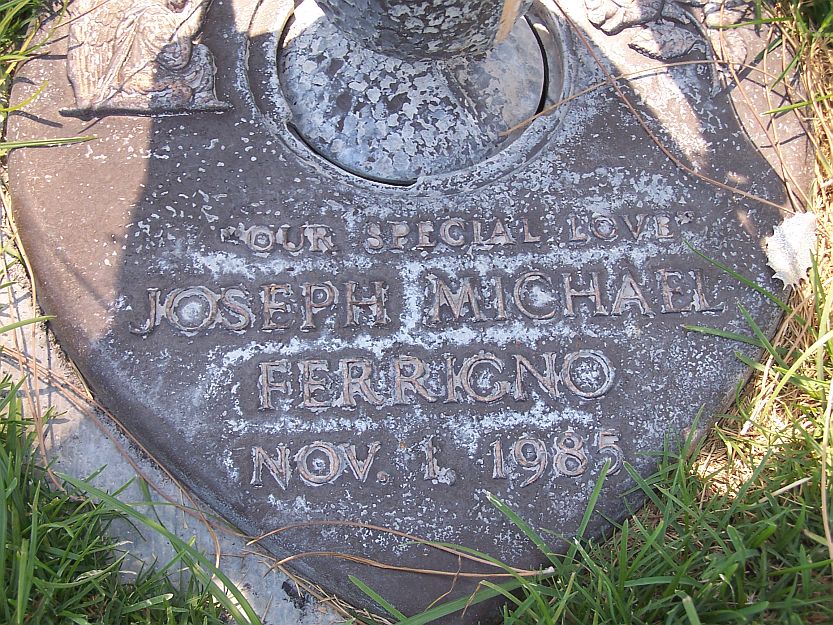 "OUR SPECIAL LOVE"
JOSEPH MICHAEL
FERRIGNO
NOV. 1, 1985